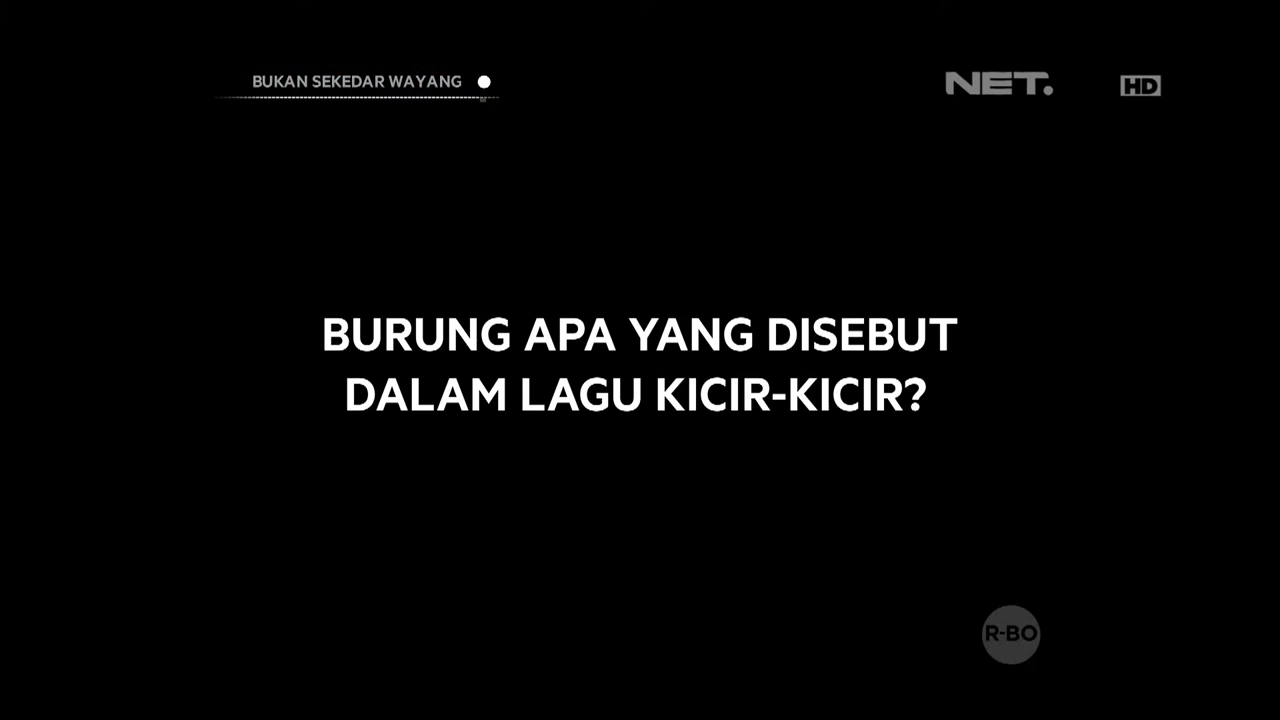 BUKAN SEKEDAR WAYANG
NET.
HD
BURUNG APA YANG DISEBUT
DALAM LAGU KICIR-KICIR?
R-BO